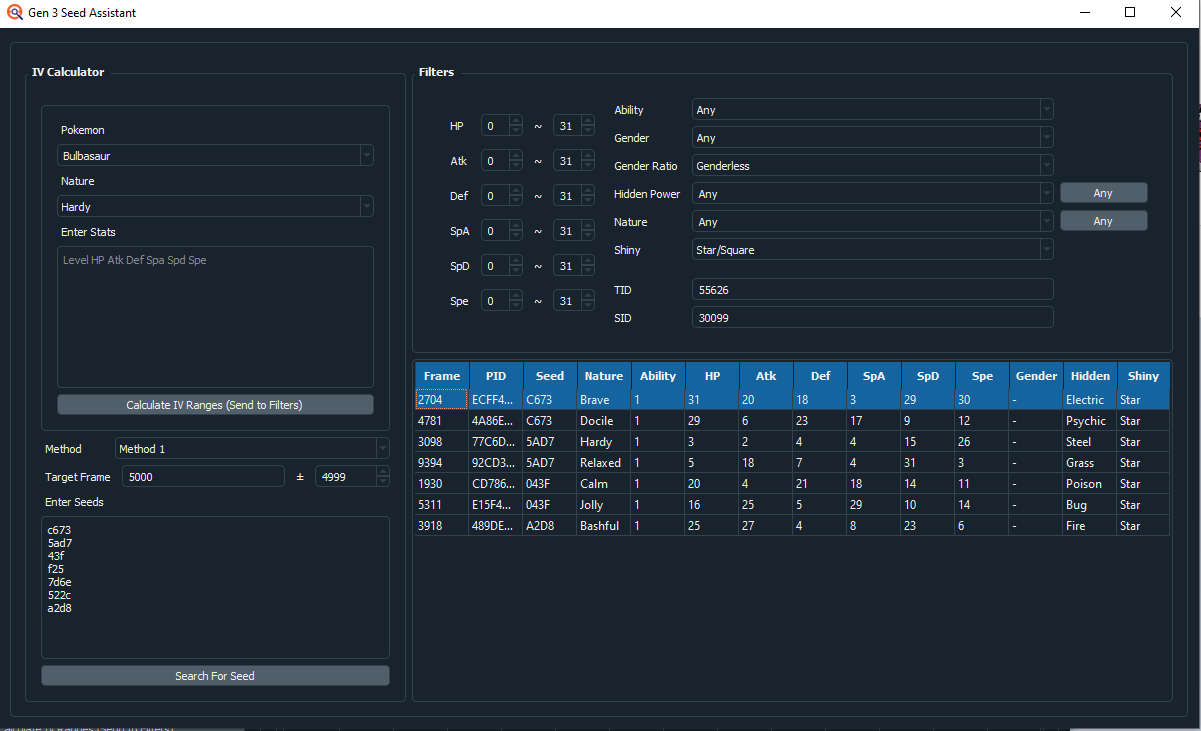 Gen 3 Seed Assistant
IV Calculator
Pokemon
Bulbasaur
Nature
Hardy
Enter Stats
Level HP Atk Def Spa Spd Spe
Calculate IV Ranges (Send to Filters)
Method Method 1
Target Frame 5000 ± 4999
Enter Seeds
c673
5ad7
43f
f25
7d6e
522c
a2d8
Search For Seed
Filters
HP 0 ~ 31
Atk 0 ~ 31
Def 0 ~ 31
SpA 0 ~ 31
SpD 0 ~ 31
Spe 0 ~ 31
Ability Any
Gender Any
Gender Ratio Genderless
Hidden Power Any Any
Nature Any Any
Shiny Star/Square
TID 55626
SID 30099
Frame PID Seed Nature Ability HP Atk Def SpA SpD Spe Gender Hidden Shiny
2704 ECFF4... C673 Brave 1 31 20 18 3 29 30 - Electric Star
4781 4A86E... C673 Docile 1 29 6 23 17 9 12 - Psychic Star
3098 77C6D... 5AD7 Hardy 1 3 2 4 4 15 26 - Steel Star
9394 92CD3... 5AD7 Relaxed 1 5 18 7 4 31 3 - Grass Star
1930 CD786... 043F Calm 1 20 4 21 18 14 11 - Poison Star
5311 E15F4... 043F Jolly 1 16 25 5 29 10 14 - Bug Star
3918 489DE... A2D8 Bashful 1 25 27 4 8 23 6 - Fire Star